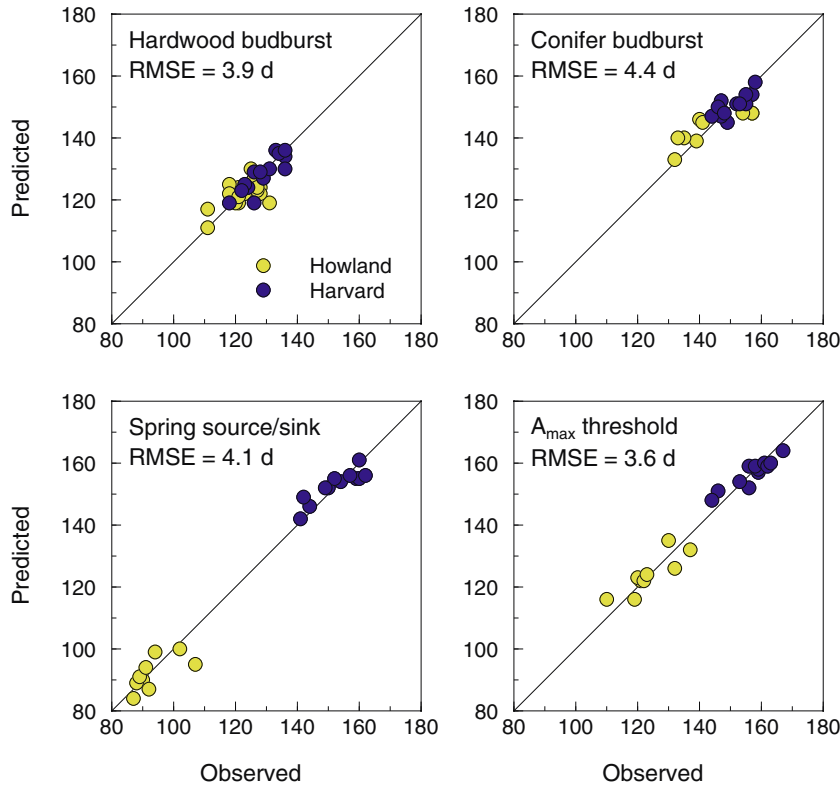 Hardwood budburst
RMSE = 3.9 d
180
160
140
120
100
80
80 100 120 140 160 180
Predicted
Howland
Harvard
Conifer budburst
RMSE = 4.4 d
180
160
140
120
100
80
80 100 120 140 160 180
Spring source/sink
RMSE = 4.1 d
180
160
140
120
100
80
80 100 120 140 160 180
Predicted
Observed
Amax threshold
RMSE = 3.6 d
180
160
140
120
100
80
80 100 120 140 160 180
Observed